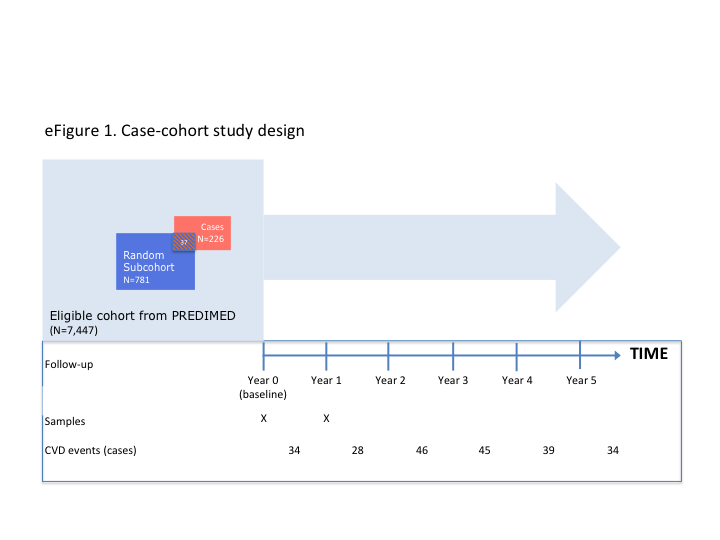 eFigure 1. Case-cohort study design
Cases
N=226
37
Random
Subcohort
N=781
Eligible cohort from PREDIMED
(N=7,447)
TIME
Follow-up
Year 0 Year 1 Year 2 Year 3 Year 4 Year 5
(baseline)
Samples X X
CVD events (cases) 34 28 46 45 39 34